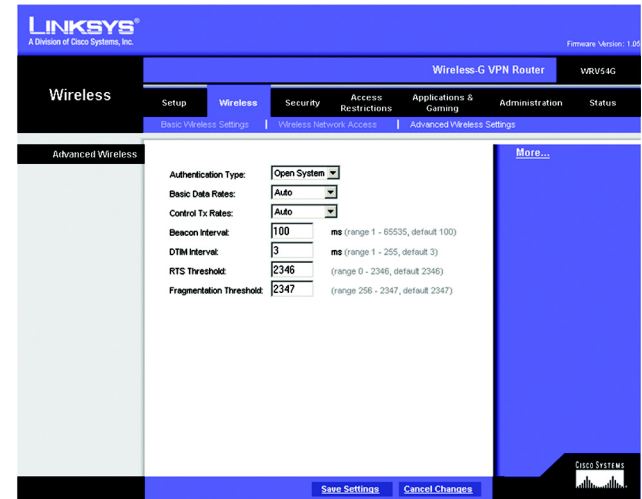 LINKSYS®
A Division of Cisco Systems, Inc.
Firmware Version: 1.05
Wireless-G VPN Router WRV54G
Wireless
Setup Wireless Security Access Restrictions Applications & Gaming Administration Status
Basic Wireless Settings | Wireless Network Access | Advanced Wireless Settings
Advanced Wireless
More...
Authentication Type: Open System
Basic Data Rates: Auto
Control Tx Rates: Auto
Beacon Interval: 100 ms (range 1 - 65535, default 100)
DTIM Interval: 3 ms (range 1 - 255, default 3)
RTS Threshold: 2346 (range 0 - 2346, default 2346)
Fragmentation Threshold: 2347 (range 256 - 2347, default 2347)
Save Settings Cancel Changes
CISCO SYSTEMS